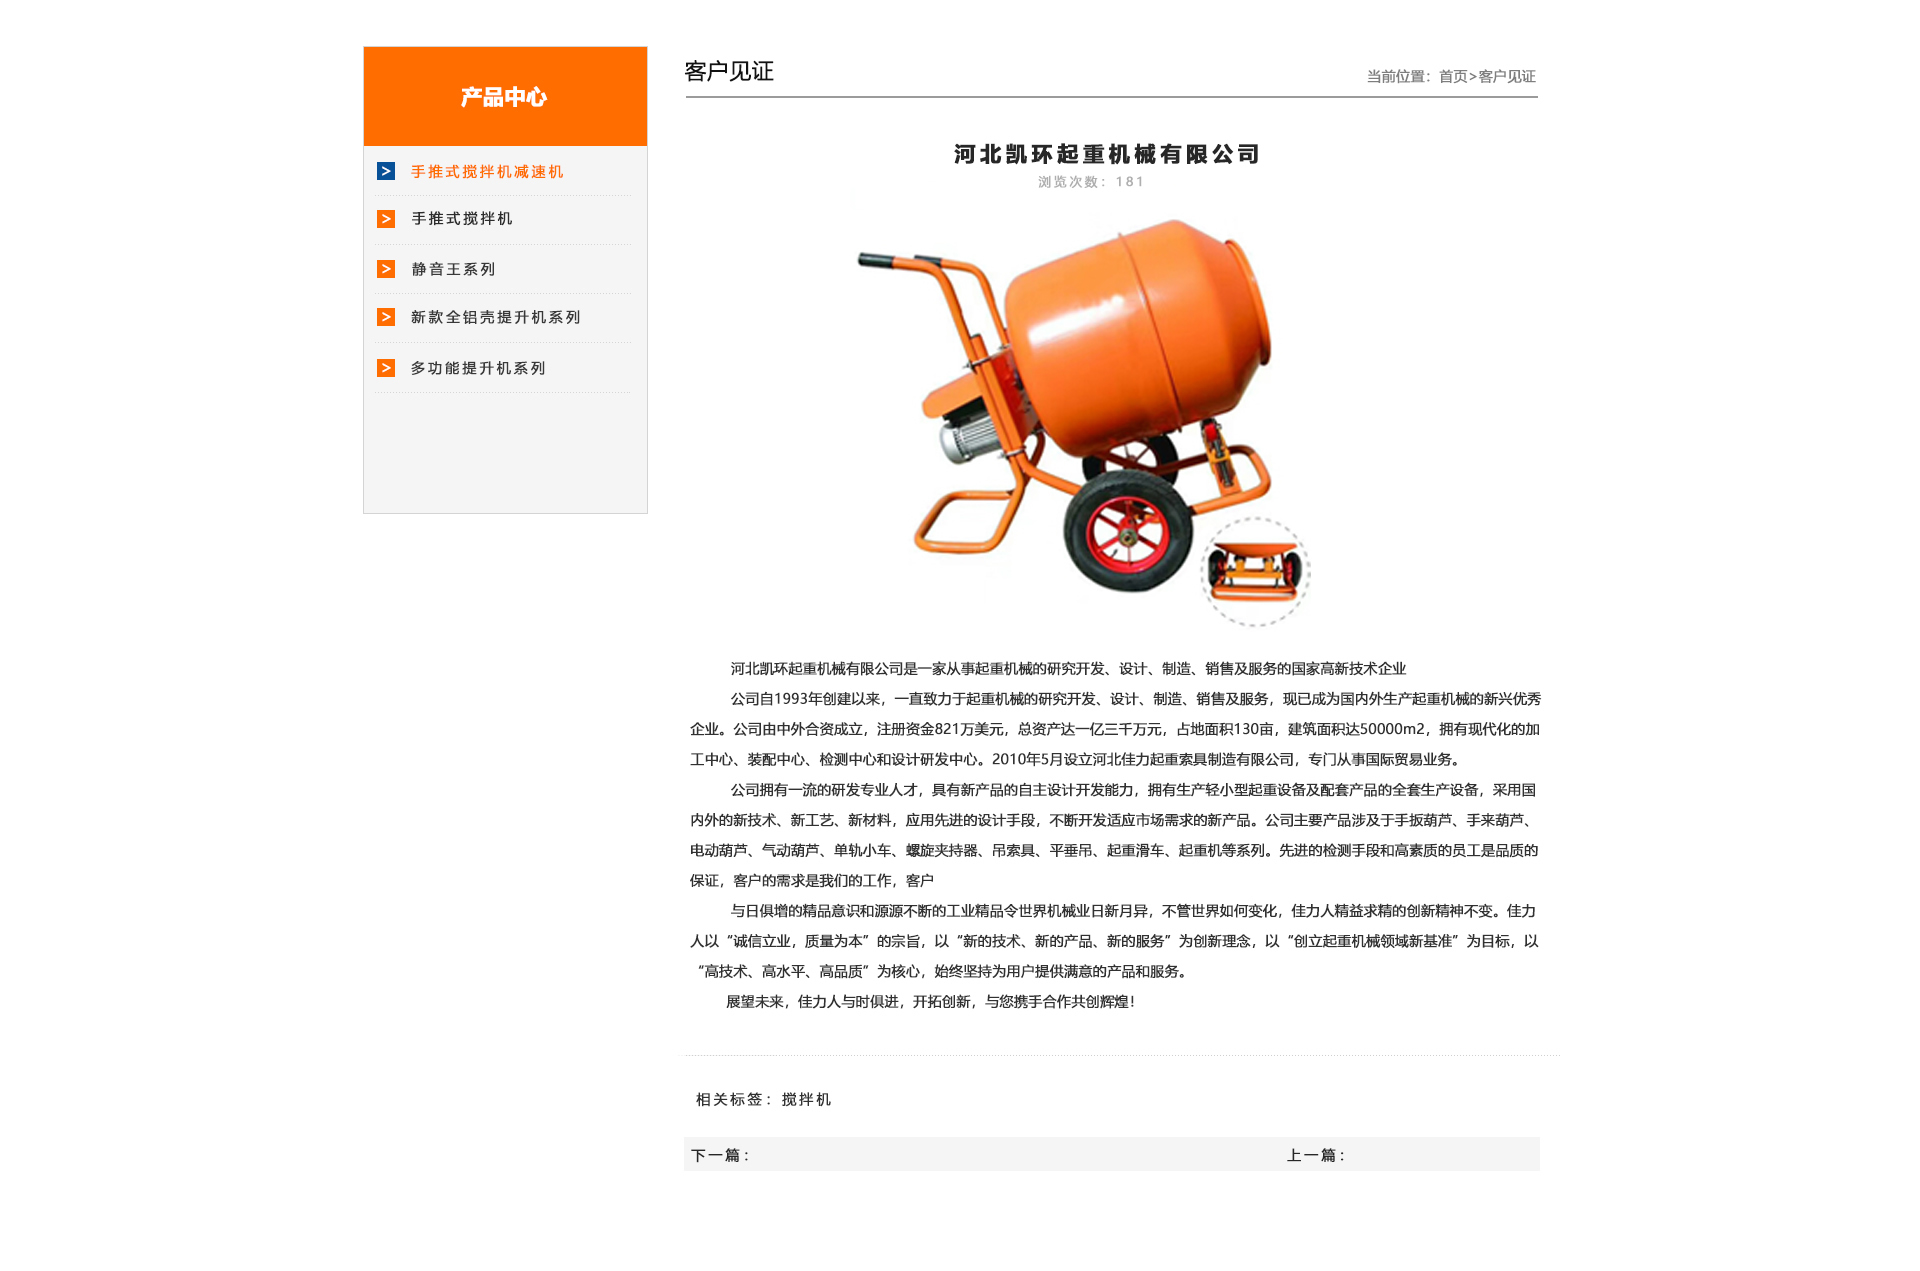 产品中心
手推式搅拌机减速机
手推式搅拌机
静音王系列
新款全铝壳提升机系列
多功能提升机系列
客户见证
当前位置：首页>客户见证
河北凯环起重机械有限公司
浏览次数：181
河北凯环起重机械有限公司是一家从事起重机械的研究开发、设计、制造、销售及服务的国家高新技术企业
公司自1993年创建以来，一直致力于起重机械的研究开发、设计、制造、销售及服务，现已成为国内外生产起重机械的新兴优秀
企业。公司由中外合资成立，注册资金821万美元，总资产达一亿三千万元，占地面积130亩，建筑面积达50000m2，拥有现代化的加
工中心、装配中心、检测中心和设计研发中心。2010年5月设立河北佳力起重索具制造有限公司，专门从事国际贸易业务。
公司拥有一流的研发专业人才，具有新产品的自主设计开发能力，拥有生产轻小型起重设备及配套产品的全套生产设备，采用国
内外的新技术、新工艺、新材料，应用先进的设计手段，不断开发适应市场需求的新产品。公司主要产品涉及于手扳葫芦、手来葫芦、
电动葫芦、气动葫芦、单轨小车、螺旋夹持器、吊索具、平垂吊、起重滑车、起重机等系列。先进的检测手段和高素质的员工是品质的
保证，客户的需求是我们的工作，客户
与日俱增的精品意识和源源不断的工业精品令世界机械业日新月异，不管世界如何变化，佳力人精益求精的创新精神不变。佳力
人以“诚信立业，质量为本”的宗旨，以“新的技术、新的产品、新的服务”为创新理念，以“创立起重机械领域新基准”为目标，以
“高技术、高水平、高品质”为核心，始终坚持为用户提供满意的产品和服务。
展望未来，佳力人与时俱进，开拓创新，与您携手合作共创辉煌！
相关标签：搅拌机
下一篇：
上一篇：